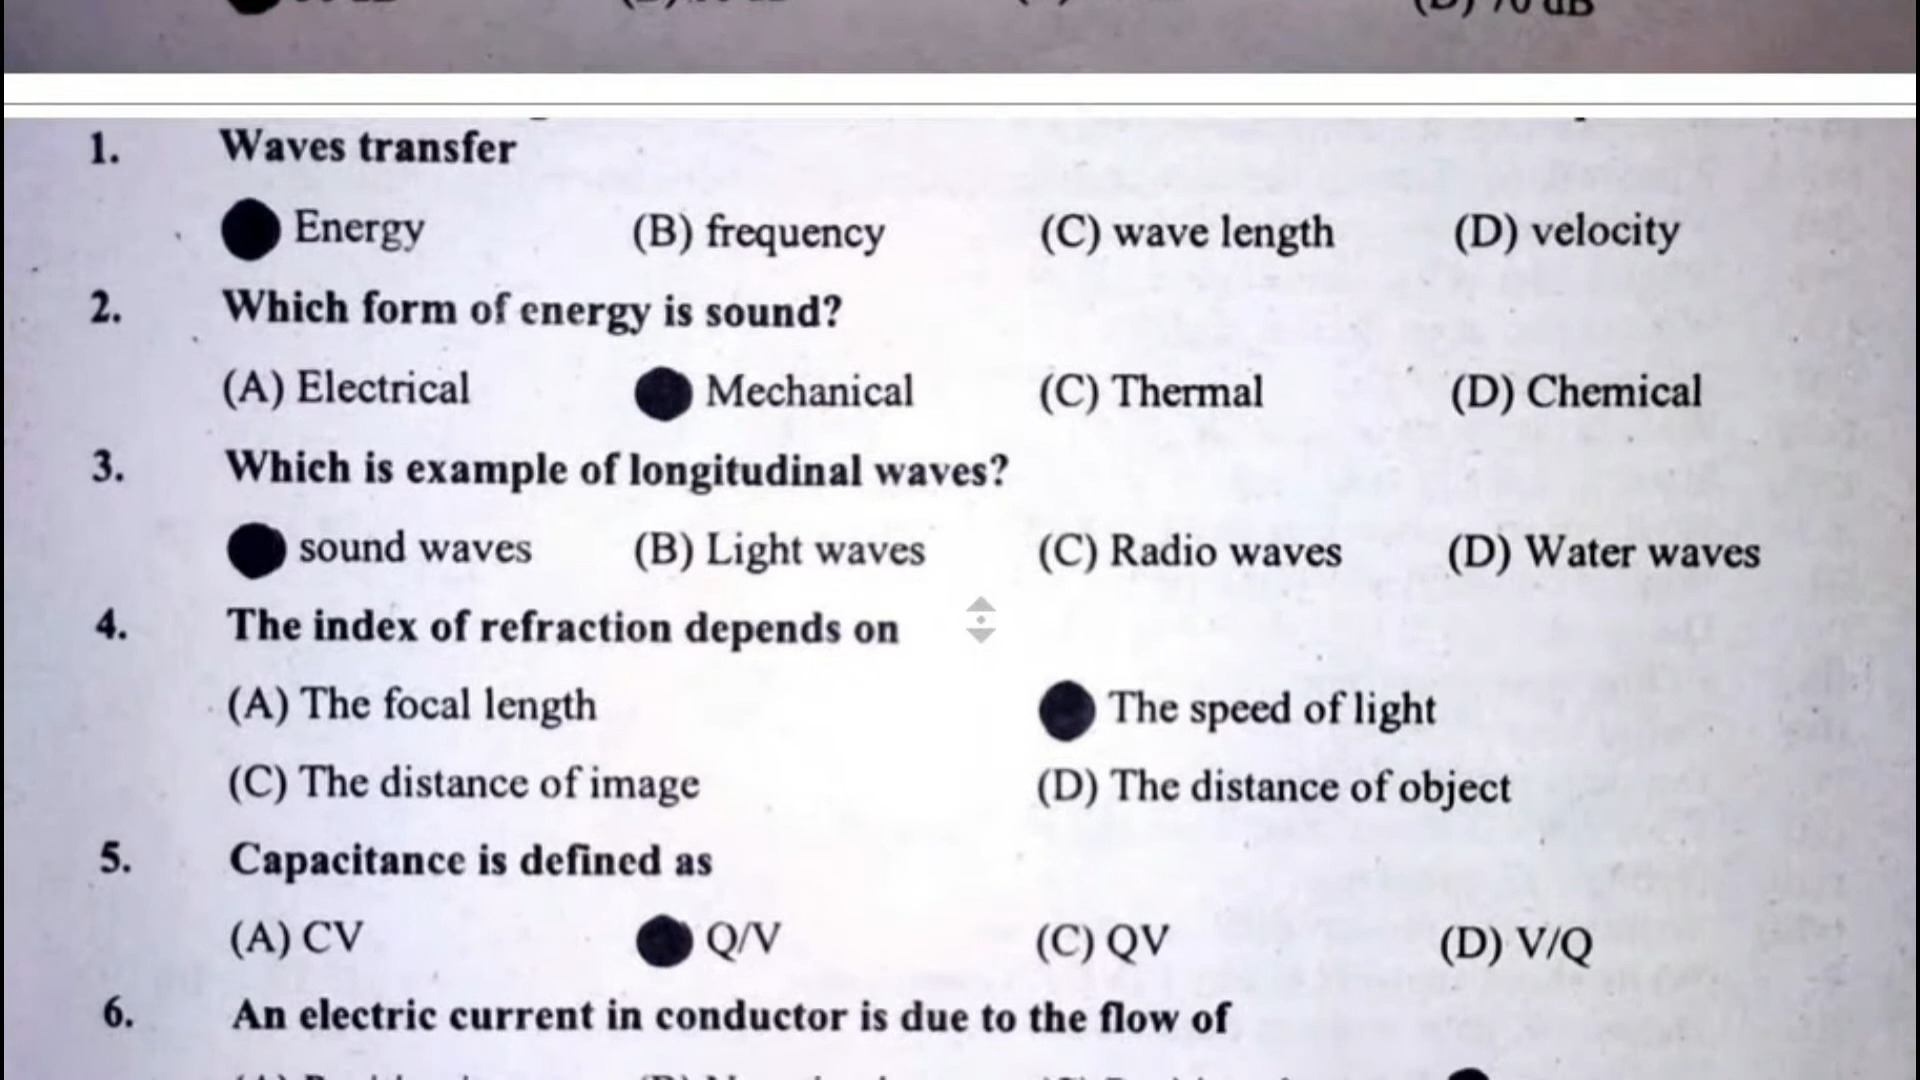 (D) 70 dB
1. Waves transfer
Energy (B) frequency (C) wave length (D) velocity
2. Which form of energy is sound?
(A) Electrical Mechanical (C) Thermal (D) Chemical
3. Which is example of longitudinal waves?
sound waves (B) Light waves (C) Radio waves (D) Water waves
4. The index of refraction depends on
(A) The focal length The speed of light
(C) The distance of image (D) The distance of object
5. Capacitance is defined as
(A) CV Q/V (C) QV (D) V/Q
6. An electric current in conductor is due to the flow of